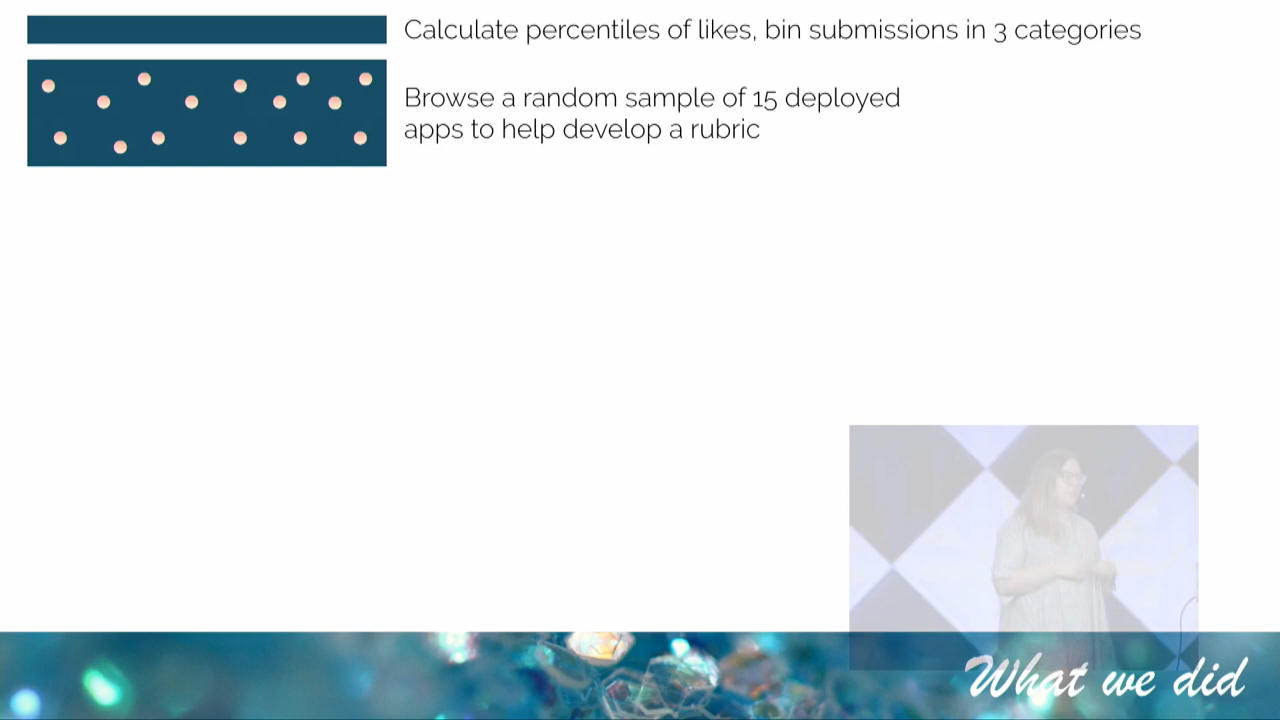 Calculate percentiles of likes, bin submissions in 3 categories
Browse a random sample of 15 deployed
apps to help develop a rubric
What we did